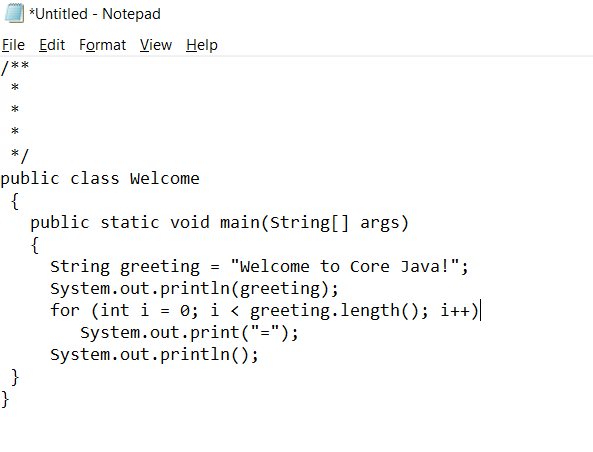 *Untitled - Notepad
File Edit Format View Help
/**
 *
 *
 *
 */
public class Welcome
 {
   public static void main(String[] args)
   {
     String greeting = "Welcome to Core Java!";
     System.out.println(greeting);
     for (int i = 0; i < greeting.length(); i++)
        System.out.print("=");
     System.out.println();
 }
}